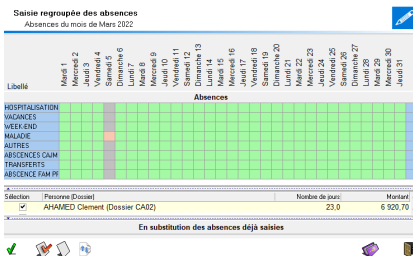 Saisie regroupée des absences
Absences du mois de Mars 2022
Libellé
Mardi 1
Mercredi 2
Jeudi 3
Vendredi 4
Samedi 5
Dimanche 6
Lundi 7
Mardi 8
Mercredi 9
Jeudi 10
Vendredi 11
Samedi 12
Dimanche 13
Lundi 14
Mardi 15
Mercredi 16
Jeudi 17
Vendredi 18
Samedi 19
Dimanche 20
Lundi 21
Mardi 22
Mercredi 23
Jeudi 24
Vendredi 25
Samedi 26
Dimanche 27
Lundi 28
Mardi 29
Mercredi 30
Jeudi 31
Absences
HOSPITALISATION
VACANCES
WEEK-END
MALADIE
AUTRES
ABSCENCES CAJM
TRANSFERTS
ABSCENCE FAM PF
Sélection Personne (Dossier) Nombre de jours: Montant
AHAMED Clement (Dossier CA02) 23,0 6 920,70
En substitution des absences déjà saisies